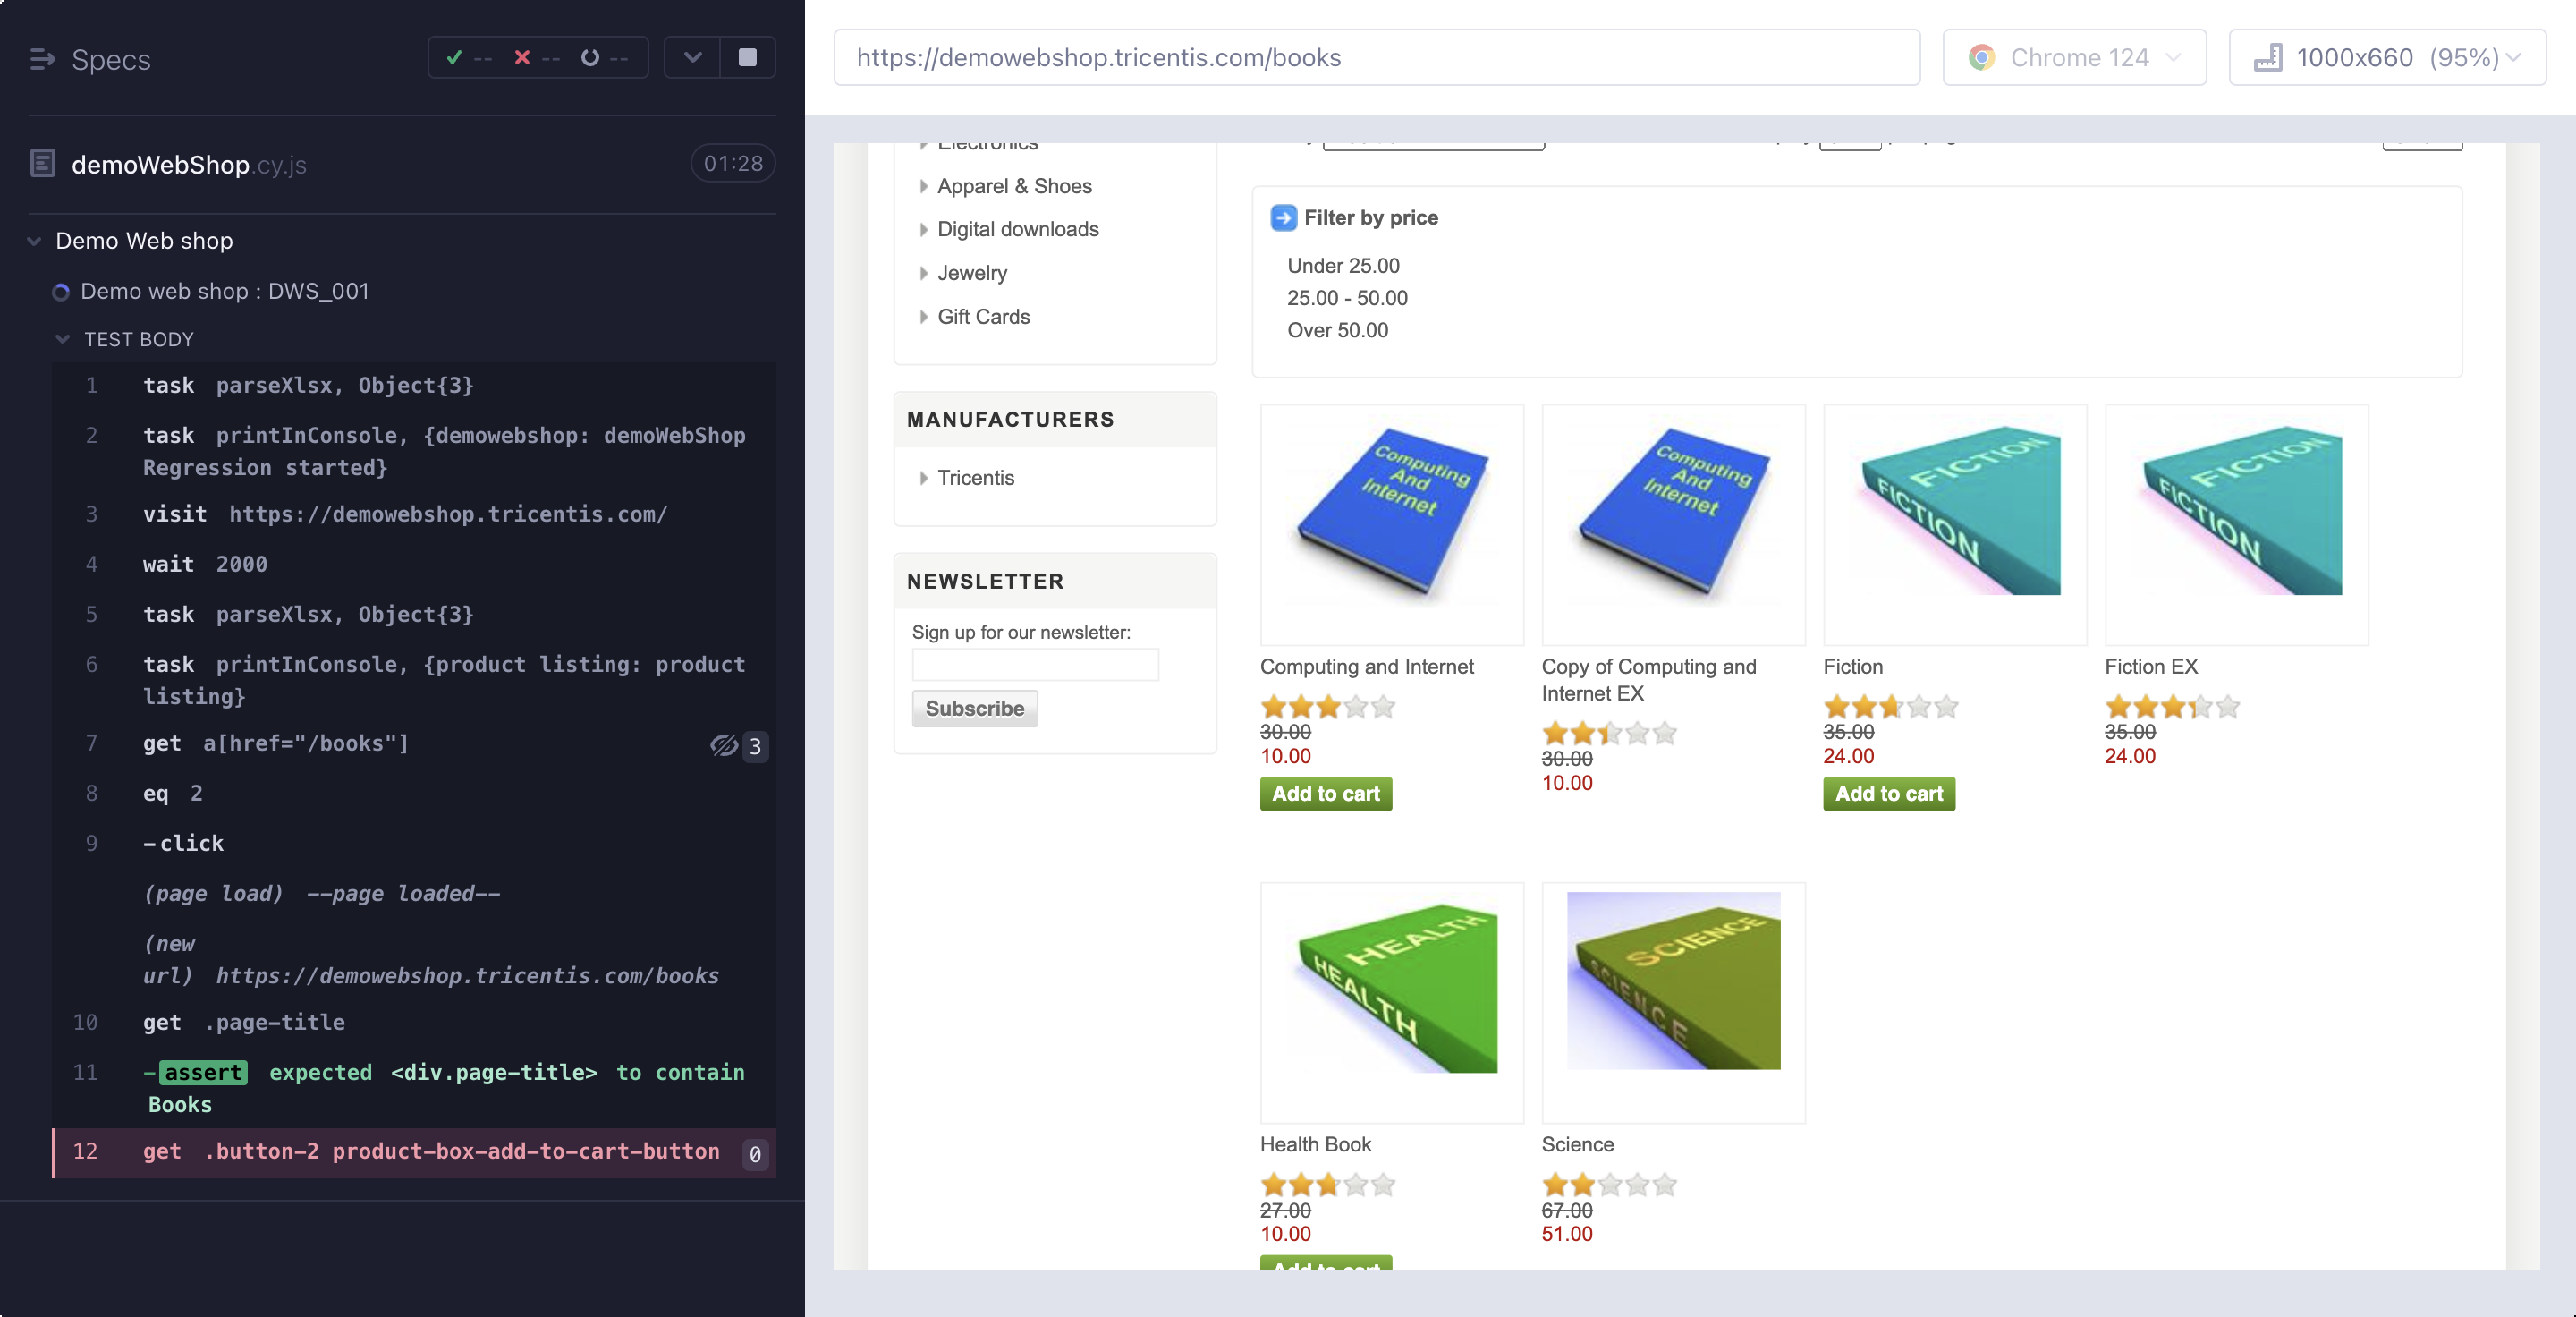 Specs
--
--
--
demoWebShop.cy.js
01:28
Demo Web shop
Demo web shop : DWS_001
TEST BODY
1 task parseXlsx, Object{3}
2 task printInConsole, {demowebshop: demoWebShop
Regression started}
3 visit https://demowebshop.tricentis.com/
4 wait 2000
5 task parseXlsx, Object{3}
6 task printInConsole, {product listing: product
listing}
7 get a[href="/books"] 3
8 eq 2
9 -click
(page load) --page loaded--
(new
url) https://demowebshop.tricentis.com/books
10 get .page-title
11 -assert expected <div.page-title> to contain
Books
12 get .button-2 product-box-add-to-cart-button 0
https://demowebshop.tricentis.com/books
Chrome 124
1000x660 (95%)
Electronics
Apparel & Shoes
Digital downloads
Jewelry
Gift Cards
MANUFACTURERS
Tricentis
NEWSLETTER
Sign up for our newsletter:
Subscribe
Filter by price
Under 25.00
25.00 - 50.00
Over 50.00
Computing
And
Internet
Computing and Internet
30.00
10.00
Add to cart
Computing
And
Internet
Copy of Computing and
Internet EX
30.00
10.00
FICTION
FICTION
Fiction
35.00
24.00
Add to cart
FICTION
FICTION
Fiction EX
35.00
24.00
HEALTH
HEALTH
Health Book
27.00
10.00
Add to cart
SCIENCE
SCIENCE
Science
67.00
51.00